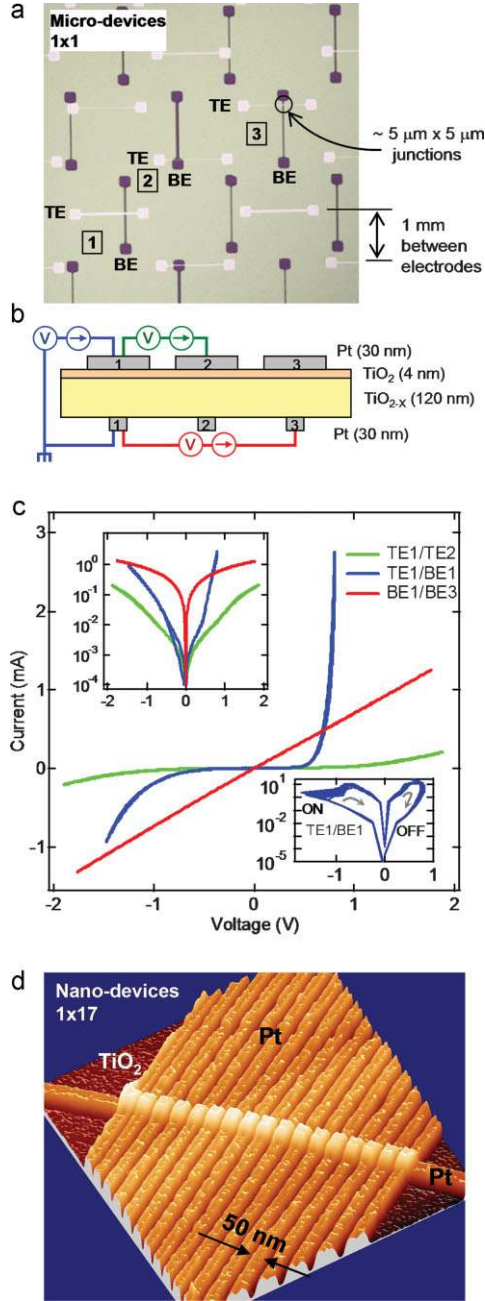 a
Micro-devices
1x1
TE
3
TE
2
BE
BE
TE
1
BE
~ 5 μm x 5 μm
junctions
1 mm
between
electrodes
b
V
V
1
2
3
Pt (30 nm)
TiO2 (4 nm)
TiO2-X (120 nm)
1
2
3
V
Pt (30 nm)
c
3
2
1
0
-1
Current (mA)
10^0
10^-1
10^-2
10^-3
10^-4
-2
-1
0
1
2
TE1/TE2
TE1/BE1
BE1/BE3
10^1
10^-2
10^-5
ON
TE1/BE1
OFF
-1
0
1
-2
-1
0
1
2
Voltage (V)
d
Nano-devices
1x17
Pt
TiO2
Pt
50 nm